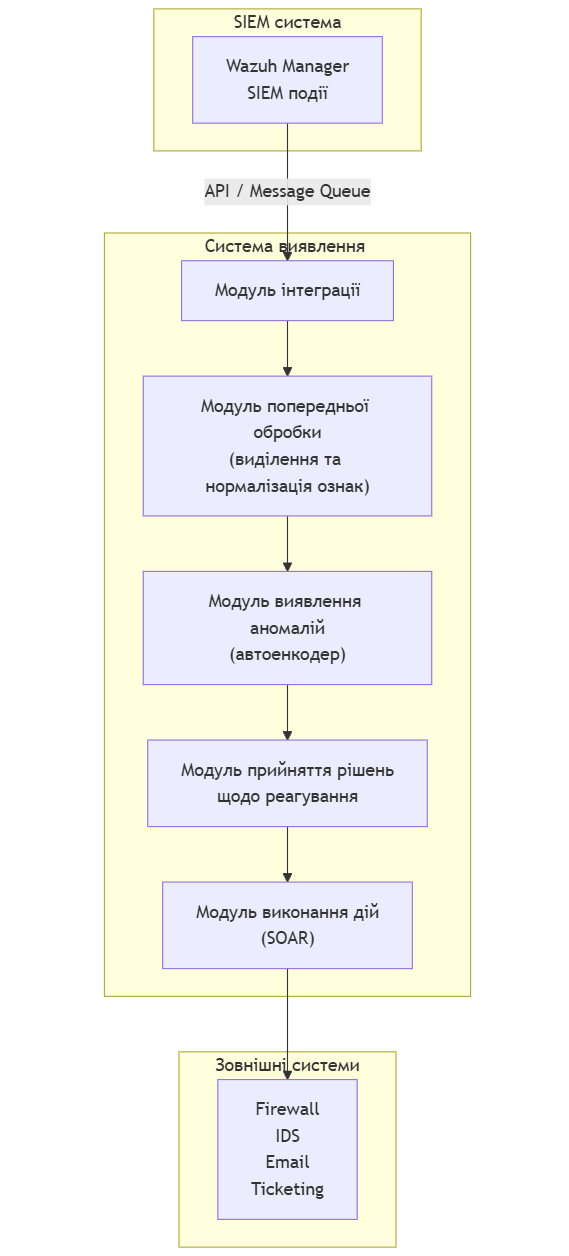 SIEM система
Wazuh Manager
SIEM події
API / Message Queue
Система виявлення
Модуль інтеграції
Модуль попередньої
обробки
(виділення та
нормалізація ознак)
Модуль виявлення
аномалій
(автоенкодер)
Модуль прийняття рішень
щодо реагування
Модуль виконання дій
(SOAR)
Зовнішні системи
Firewall
IDS
Email
Ticketing